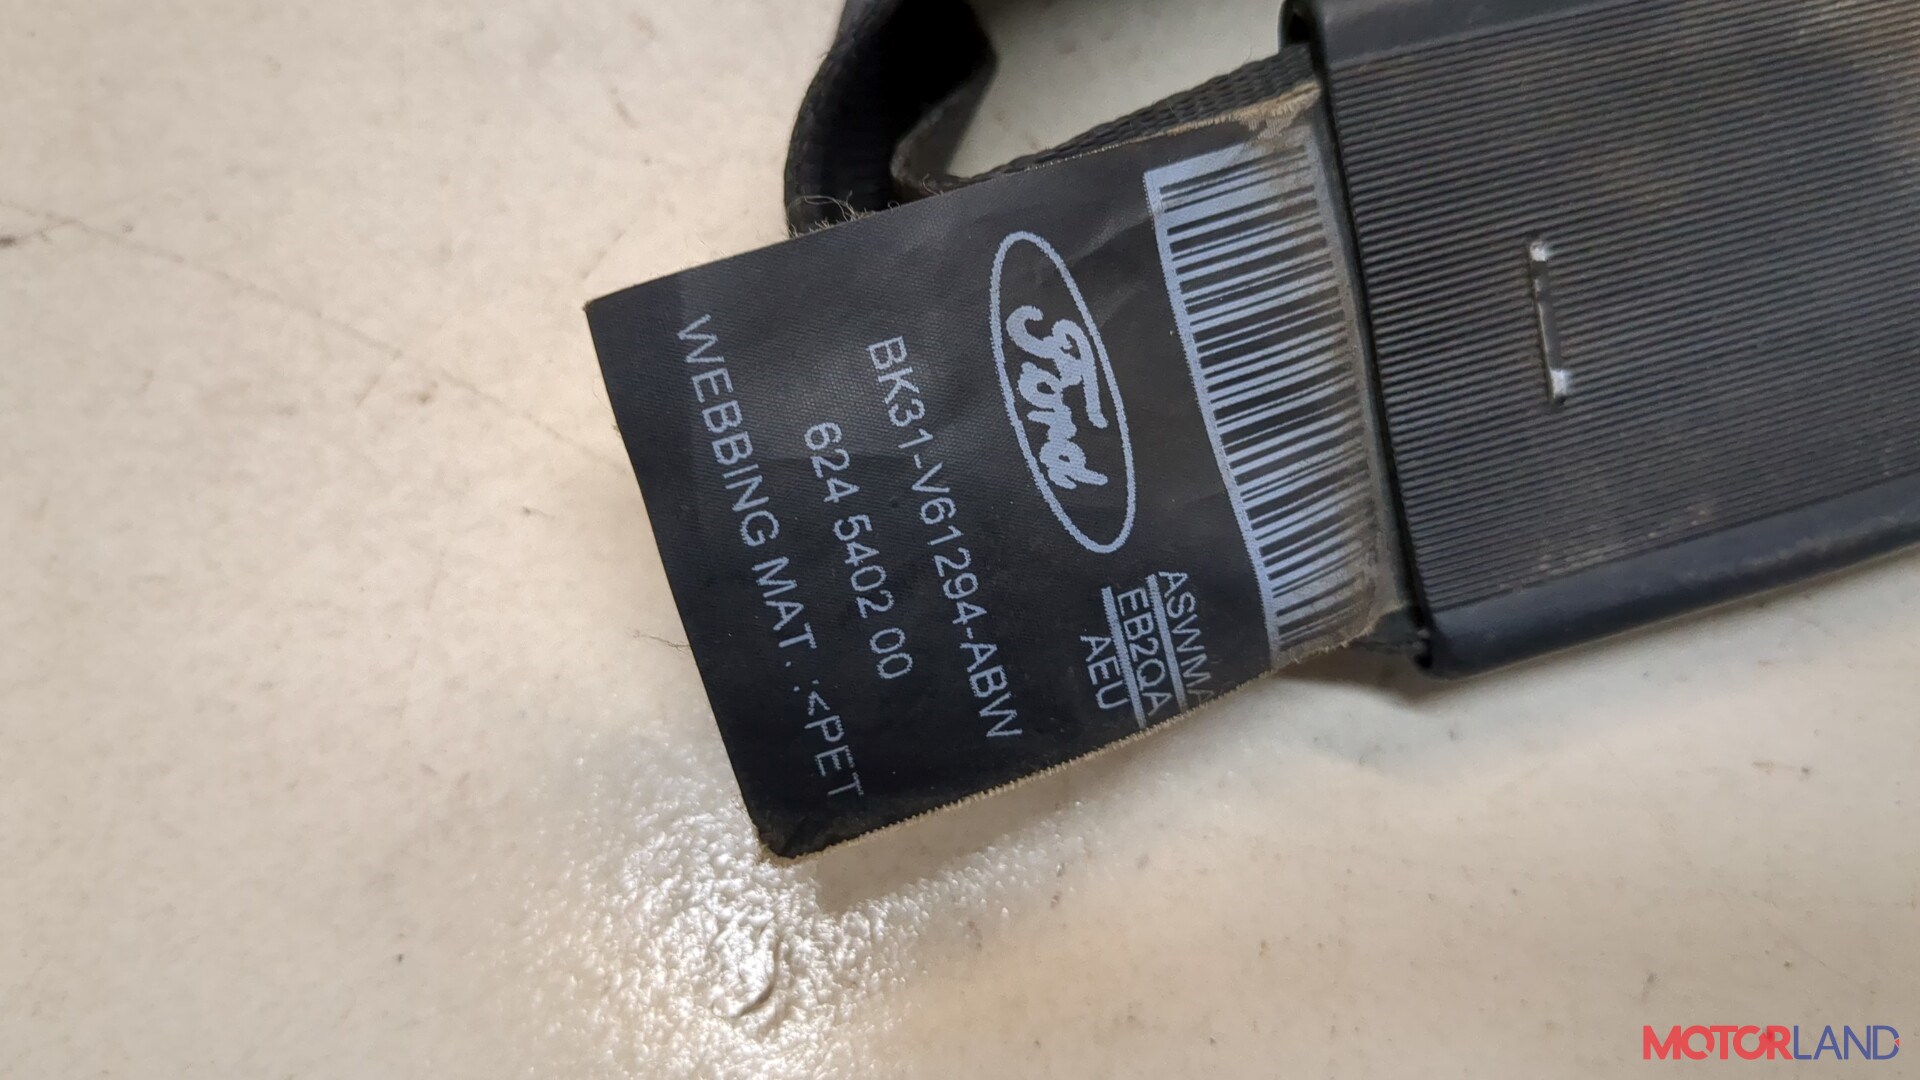 ASWMA
EB2QA
AEU
Ford
BK31-V61294-ABW
624 5402 00
WEBBING MAT. :<PET
MOTORLAND